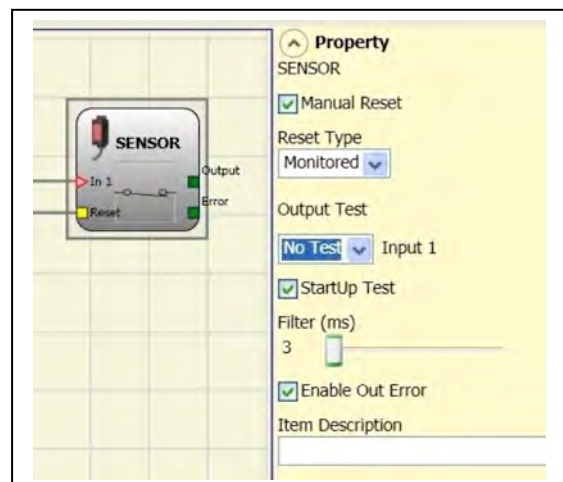 SENSOR
In 1
Reset
Output
Error
Property
SENSOR
Manual Reset
Reset Type
Monitored
Output Test
No Test Input 1
StartUp Test
Filter (ms)
3
Enable Out Error
Item Description